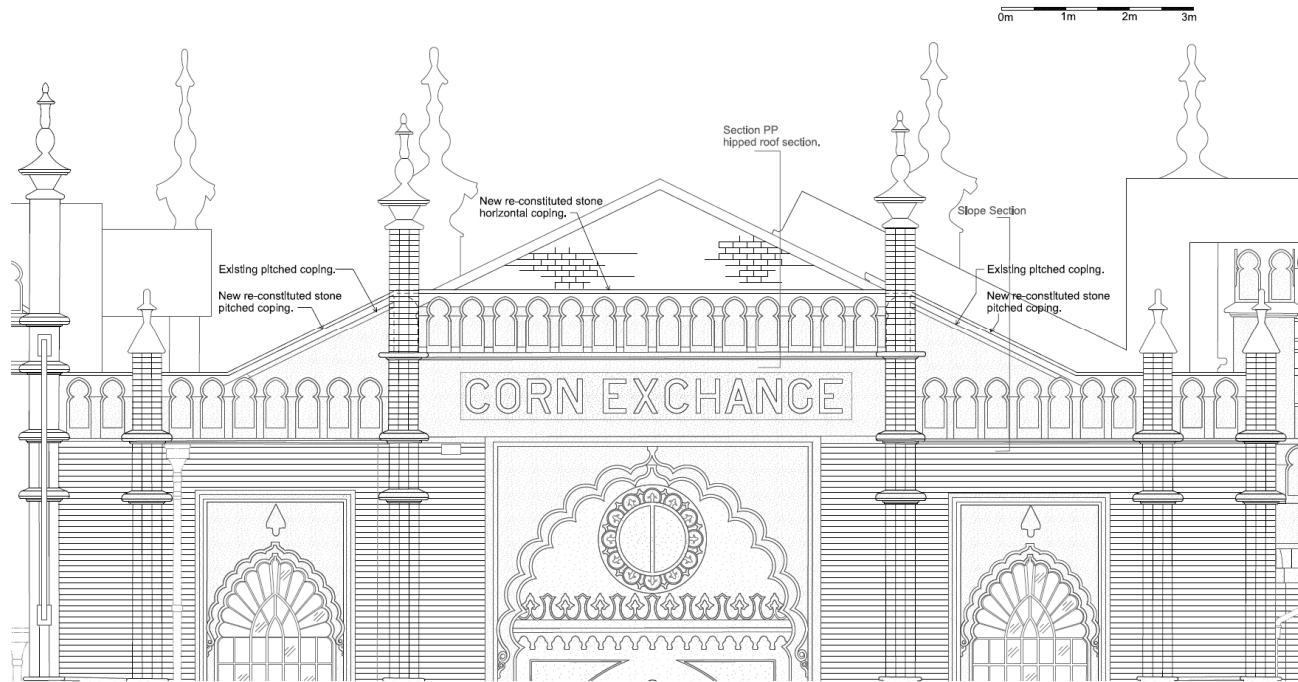 0m 1m 2m 3m
Section PP
hipped roof section.
New re-constituted stone
horizontal coping.
Slope Section
Existing pitched coping.
New re-constituted stone
pitched coping.
Existing pitched coping.
New re-constituted stone
pitched coping.
CORN EXCHANGE